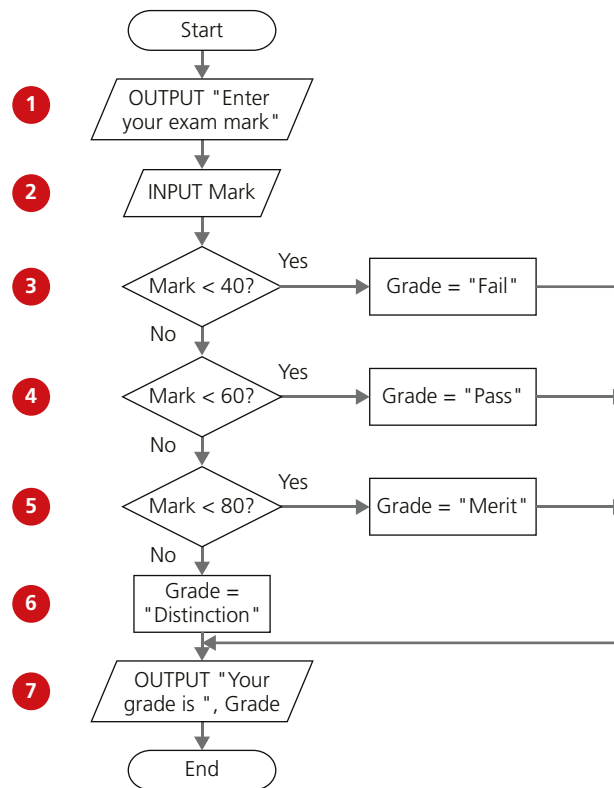 Start
1
OUTPUT "Enter
your exam mark"
2
INPUT Mark
3
Mark < 40?
Yes
Grade = "Fail"
No
4
Mark < 60?
Yes
Grade = "Pass"
No
5
Mark < 80?
Yes
Grade = "Merit"
No
6
Grade =
"Distinction"
7
OUTPUT "Your
grade is ", Grade
End